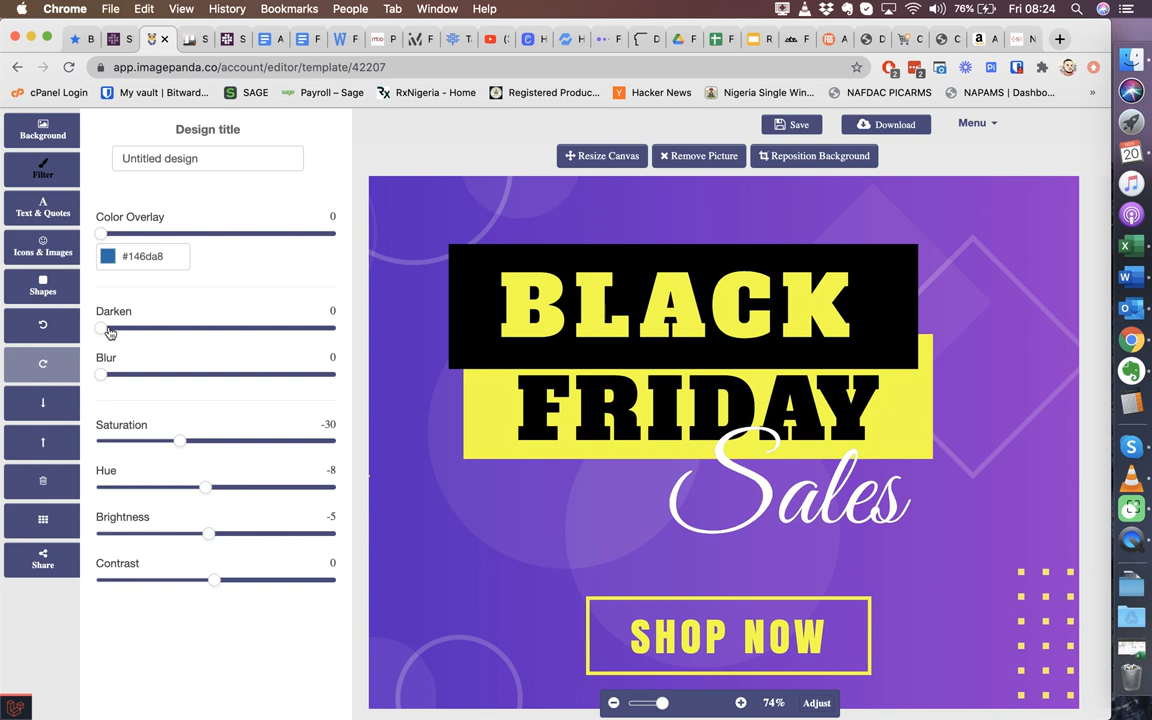 Chrome File Edit View History Bookmarks People Tab Window Help 76% Fri 08:24
B S S S A F W F P F T ( C H H F D F F R F A D C C A N
app.imagepanda.co/account/editor/template/42207
cPanel Login My vault | Bitward... SAGE Payroll – Sage RxNigeria - Home Registered Produc... Hacker News Nigeria Single Win... NAFDAC PICARMS NAPAMS | Dashbo... »
Background
Filter
Text & Quotes
Icons & Images
Shapes
Share
Design title
Untitled design
Color Overlay 0
#146da8
Darken 0
Blur 0
Saturation -30
Hue -8
Brightness -5
Contrast 0
Save Download Menu
Resize Canvas Remove Picture Reposition Background
BLACK
FRIDAY
Sales
SHOP NOW
74% Adjust
NOV
20